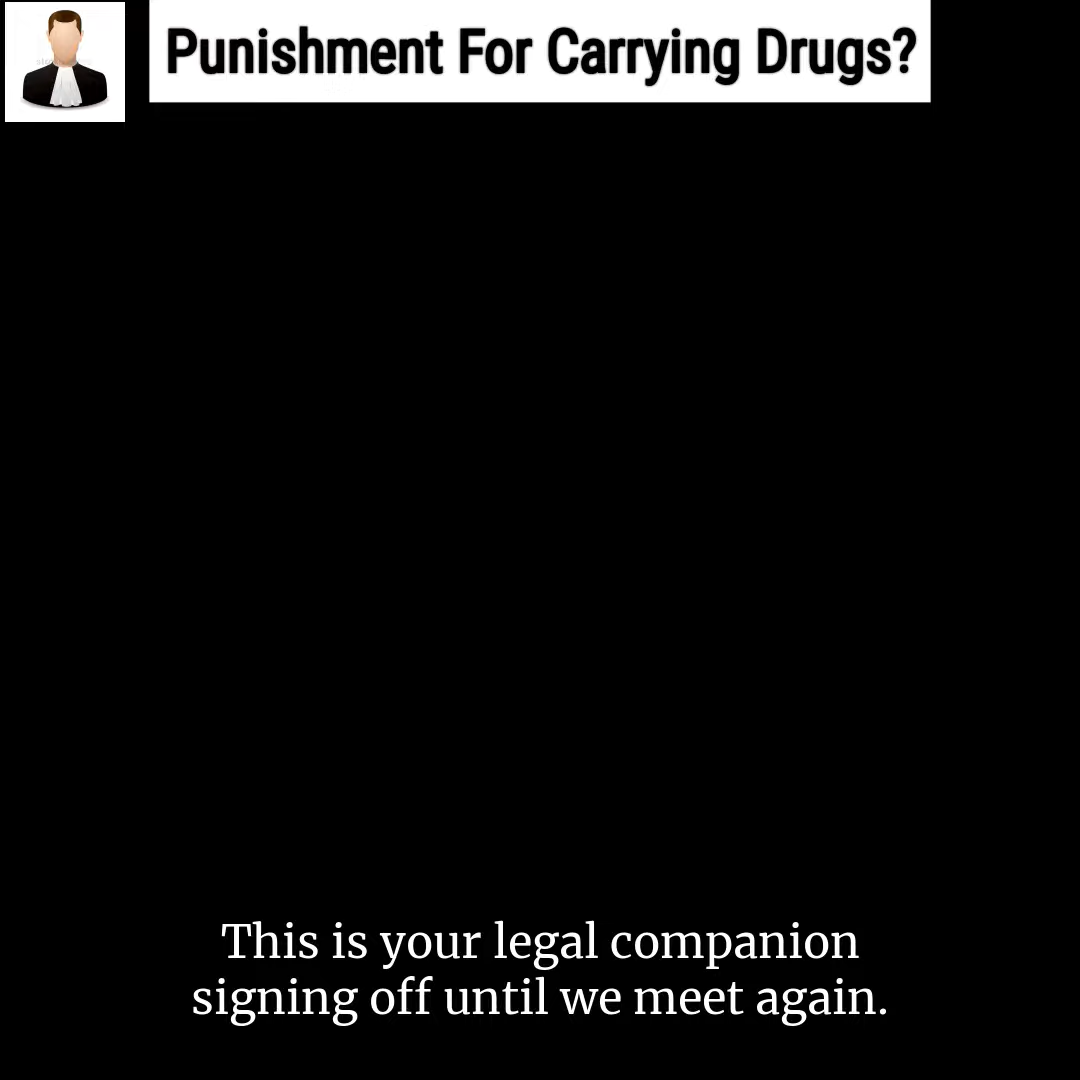 Punishment For Carrying Drugs?
This is your legal companion
signing off until we meet again.